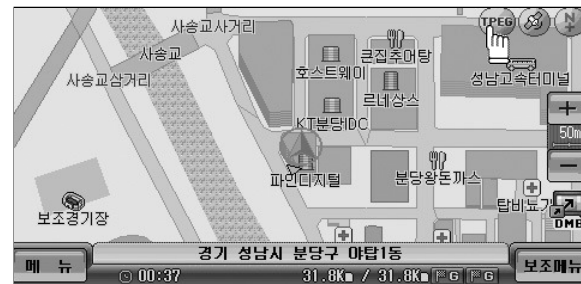 사송교사거리
TPEG
N
사송교
큰집추어탕
호스트웨이
성남고속터미널
사송교삼거리
르네상스
+
KT분당IDC
50m
−
파인디지털
분당왕돈까스
탑비뇨기
보조경기장
DMB
경기 성남시 분당구 야탑1동
메 뉴
보조메뉴
00:37
31.8Km / 31.8Km G G